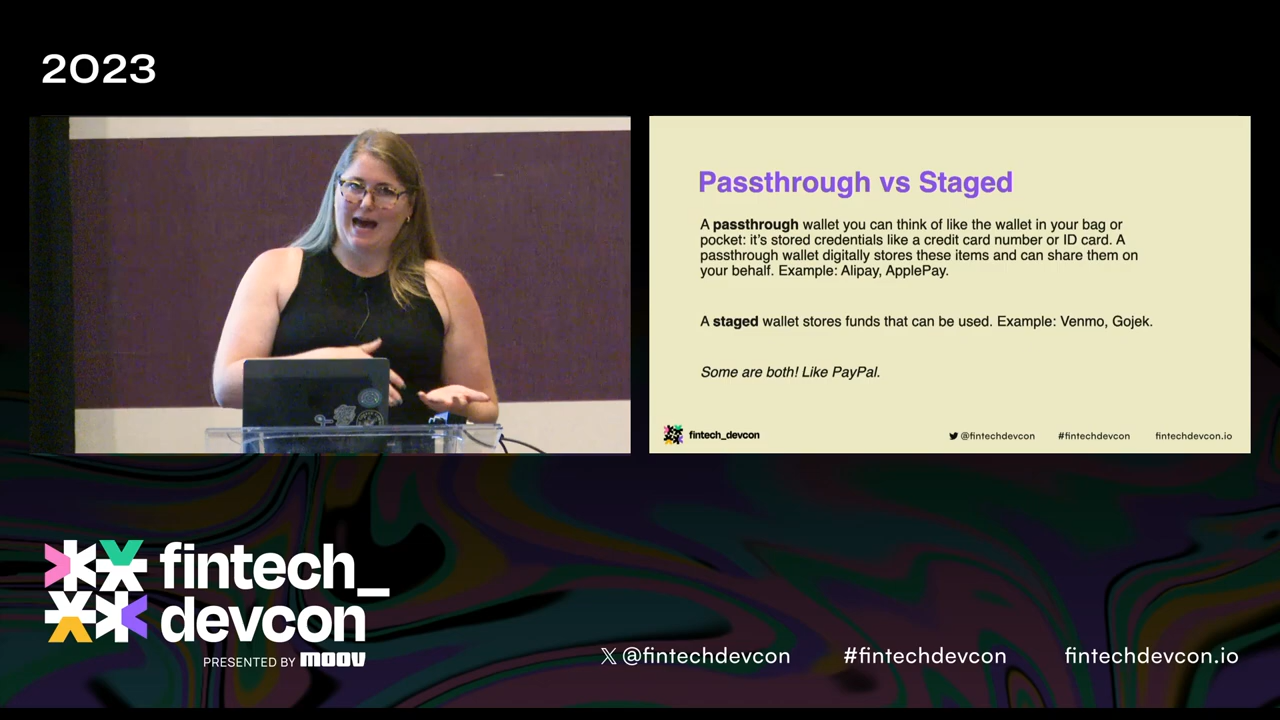 2023
Passthrough vs Staged
A passthrough wallet you can think of like the wallet in your bag or
pocket: it's stored credentials like a credit card number or ID card. A
passthrough wallet digitally stores these items and can share them on
your behalf. Example: Alipay, ApplePay.
A staged wallet stores funds that can be used. Example: Venmo, Gojek.
Some are both! Like PayPal.
fintech_devcon
@fintechdevcon #fintechdevcon fintechdevcon.io
fintech_
devcon
PRESENTED BY moov
𝕏 @fintechdevcon #fintechdevcon fintechdevcon.io